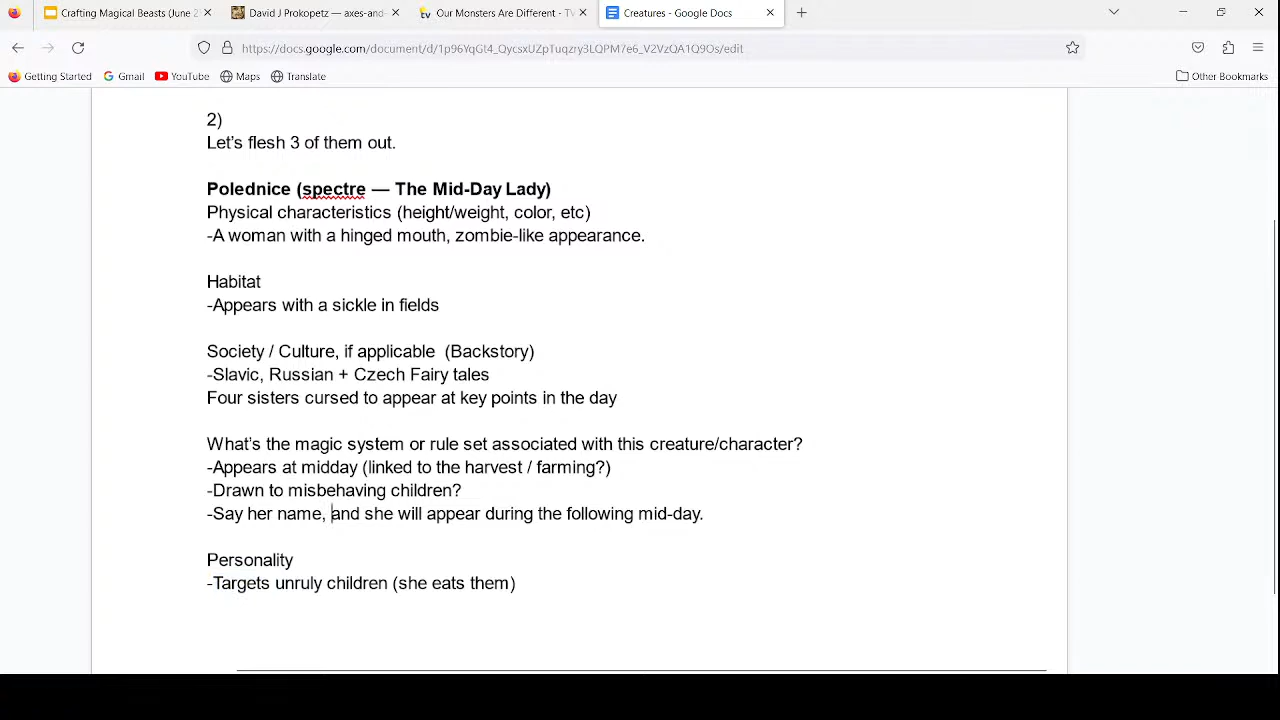 Crafting Magical Beasts (June 2
David J Prokopetz — axes-and-
Our Monsters Are Different - TV
Creatures - Google Docs
https://docs.google.com/document/d/1p96YqO4_QycsxUZpTuqzry3LQPM7e6_V2VzQA1Q9Os/edit
Getting Started
Gmail
YouTube
Maps
Translate
Other Bookmarks
2)
Let's flesh 3 of them out.
Polednice (spectre — The Mid-Day Lady)
Physical characteristics (height/weight, color, etc)
-A woman with a hinged mouth, zombie-like appearance.
Habitat
-Appears with a sickle in fields
Society / Culture, if applicable (Backstory)
-Slavic, Russian + Czech Fairy tales
Four sisters cursed to appear at key points in the day
What's the magic system or rule set associated with this creature/character?
-Appears at midday (linked to the harvest / farming?)
-Drawn to misbehaving children?
-Say her name, and she will appear during the following mid-day.
Personality
-Targets unruly children (she eats them)